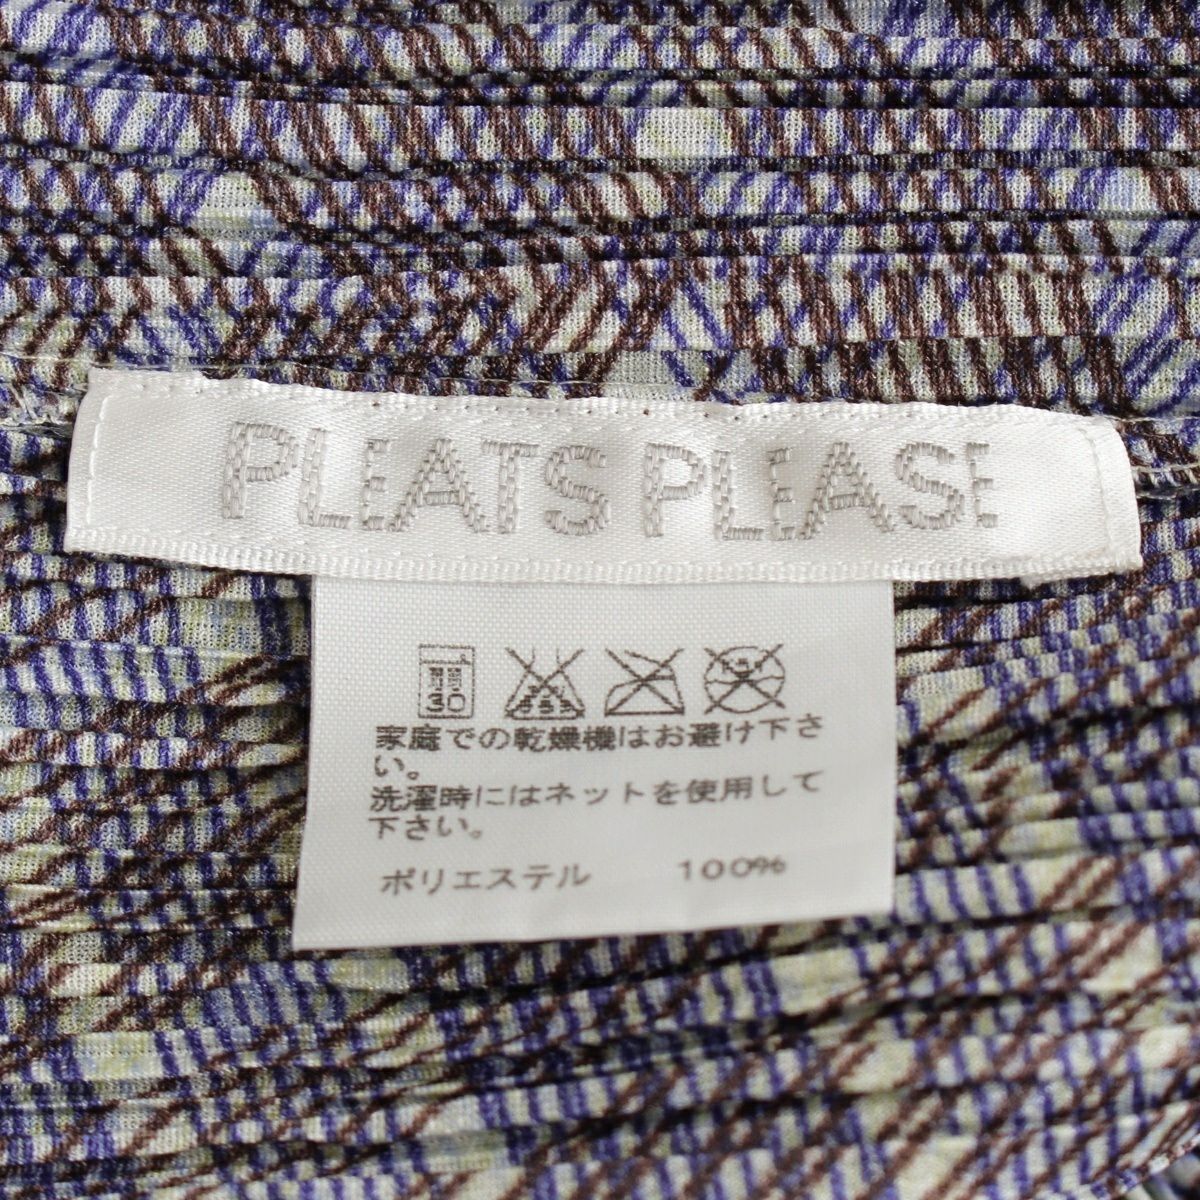 PLEATS PLEASE
30
家庭での乾燥機はお避け下さ
い。
洗濯時にはネットを使用して
下さい。
ポリエステル 100%